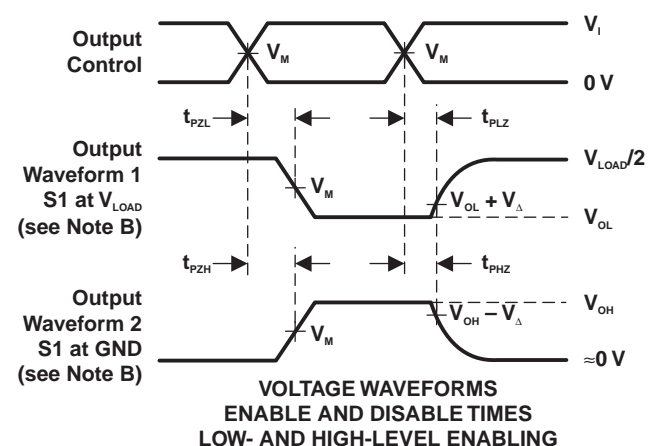 Output
Control
V_M
V_M
V_I
0 V
t_PZL
t_PLZ
Output
Waveform 1
S1 at V_LOAD
(see Note B)
V_M
V_OL + V_Δ
V_LOAD/2
V_OL
t_PZH
t_PHZ
Output
Waveform 2
S1 at GND
(see Note B)
V_M
V_OH − V_Δ
V_OH
≈0 V
VOLTAGE WAVEFORMS
ENABLE AND DISABLE TIMES
LOW- AND HIGH-LEVEL ENABLING